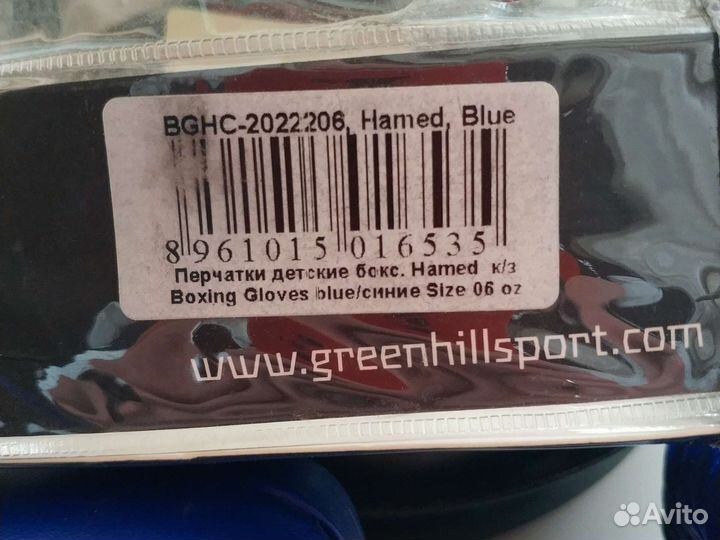 BGHC-2022206, Hamed, Blue
8 961015 016535
Перчатки детские бокс. Hamed к/з
Boxing Gloves blue/синие Size 06 oz
www.greenhillsport.com
Avito